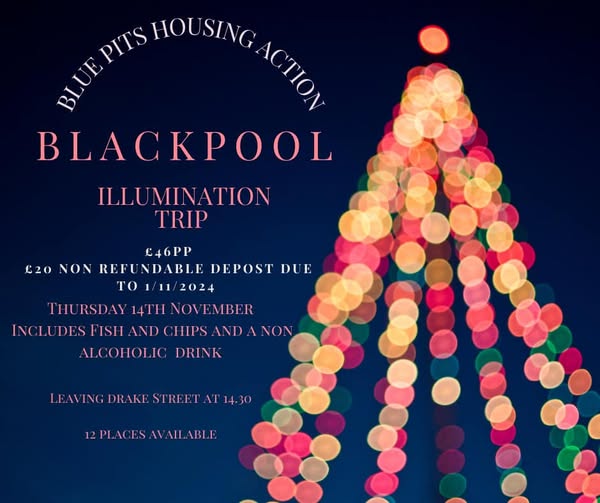 BLUE PITS HOUSING ACTION
BLACKPOOL
ILLUMINATION
TRIP
£46PP
£20 NON REFUNDABLE DEPOST DUE
TO 1/11/2024
THURSDAY 14TH NOVEMBER
INCLUDES FISH AND CHIPS AND A NON
ALCOHOLIC DRINK
LEAVING DRAKE STREET AT 14.30
12 PLACES AVAILABLE